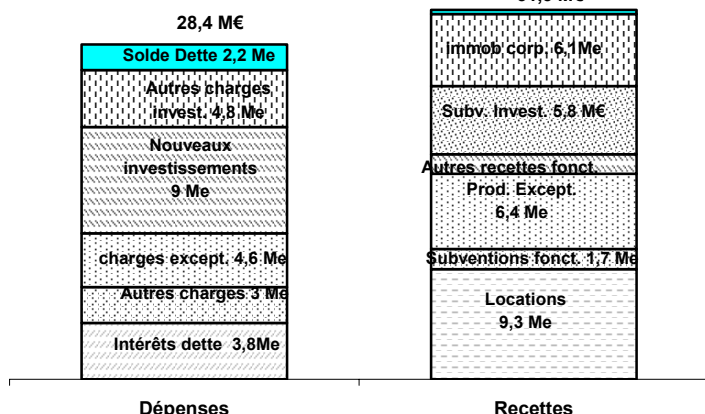 28,4 M€
Solde Dette 2,2 Me
Autres charges
invest. 4,8 Me
Nouveaux
investissements
9 Me
charges except. 4,6 Me
Autres charges 3 Me
Intérêts dette 3,8Me
Dépenses
immob corp. 6,1Me
Subv. Invest. 5,8 M€
Autres recettes fonct.
Prod. Except.
6,4 Me
Subventions fonct. 1,7 Me
Locations
9,3 Me
Recettes